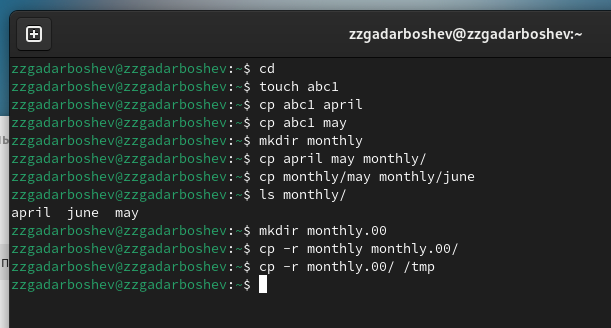 zzgadarboshev@zzgadarboshev:~
zzgadarboshev@zzgadarboshev:~$ cd
zzgadarboshev@zzgadarboshev:~$ touch abc1
zzgadarboshev@zzgadarboshev:~$ cp abc1 april
zzgadarboshev@zzgadarboshev:~$ cp abc1 may
zzgadarboshev@zzgadarboshev:~$ mkdir monthly
zzgadarboshev@zzgadarboshev:~$ cp april may monthly/
zzgadarboshev@zzgadarboshev:~$ cp monthly/may monthly/june
zzgadarboshev@zzgadarboshev:~$ ls monthly/
april  june  may
zzgadarboshev@zzgadarboshev:~$ mkdir monthly.00
zzgadarboshev@zzgadarboshev:~$ cp -r monthly monthly.00/
zzgadarboshev@zzgadarboshev:~$ cp -r monthly.00/ /tmp
zzgadarboshev@zzgadarboshev:~$